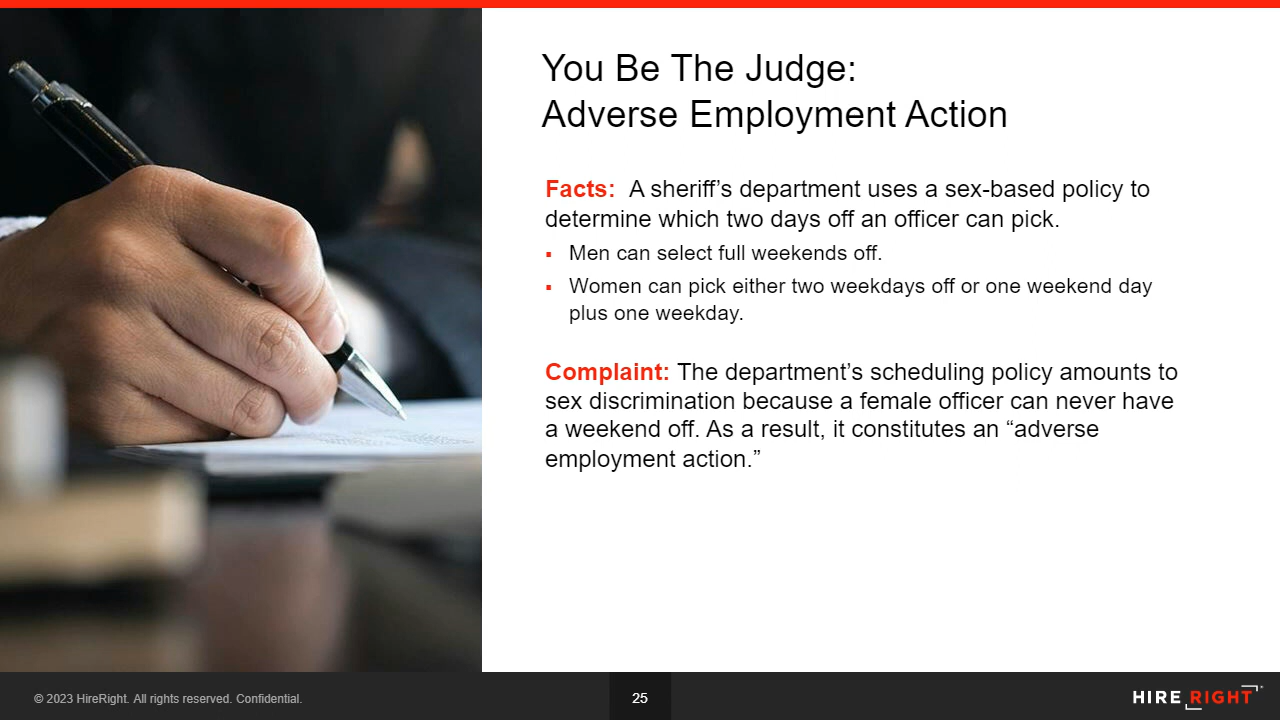 You Be The Judge:
Adverse Employment Action
Facts: A sheriff’s department uses a sex-based policy to
determine which two days off an officer can pick.
▪ Men can select full weekends off.
▪ Women can pick either two weekdays off or one weekend day
plus one weekday.
Complaint: The department’s scheduling policy amounts to
sex discrimination because a female officer can never have
a weekend off. As a result, it constitutes an “adverse
employment action.”
© 2023 HireRight. All rights reserved. Confidential.
25
HIRE RIGHT